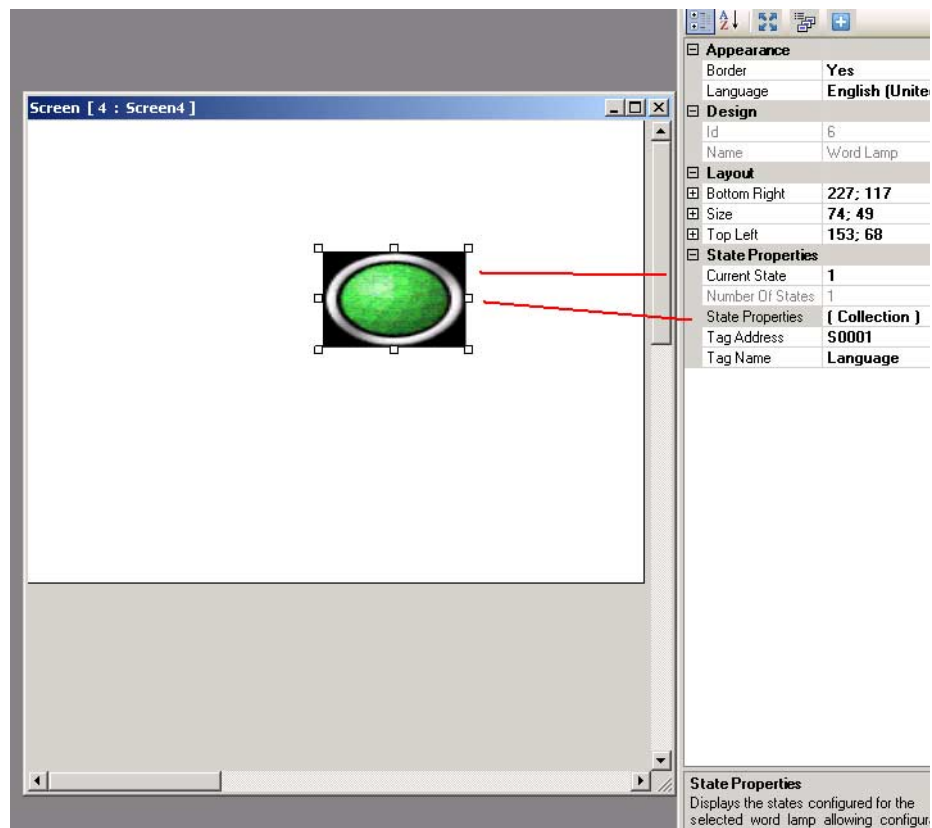 Screen [ 4 : Screen4 ]
Appearance
Border Yes
Language English (United
Design
Id 6
Name Word Lamp
Layout
Bottom Right 227; 117
Size 74; 49
Top Left 153; 68
State Properties
Current State 1
Number Of States 1
State Properties ( Collection )
Tag Address S0001
Tag Name Language
State Properties
Displays the states configured for the
selected word lamp allowing